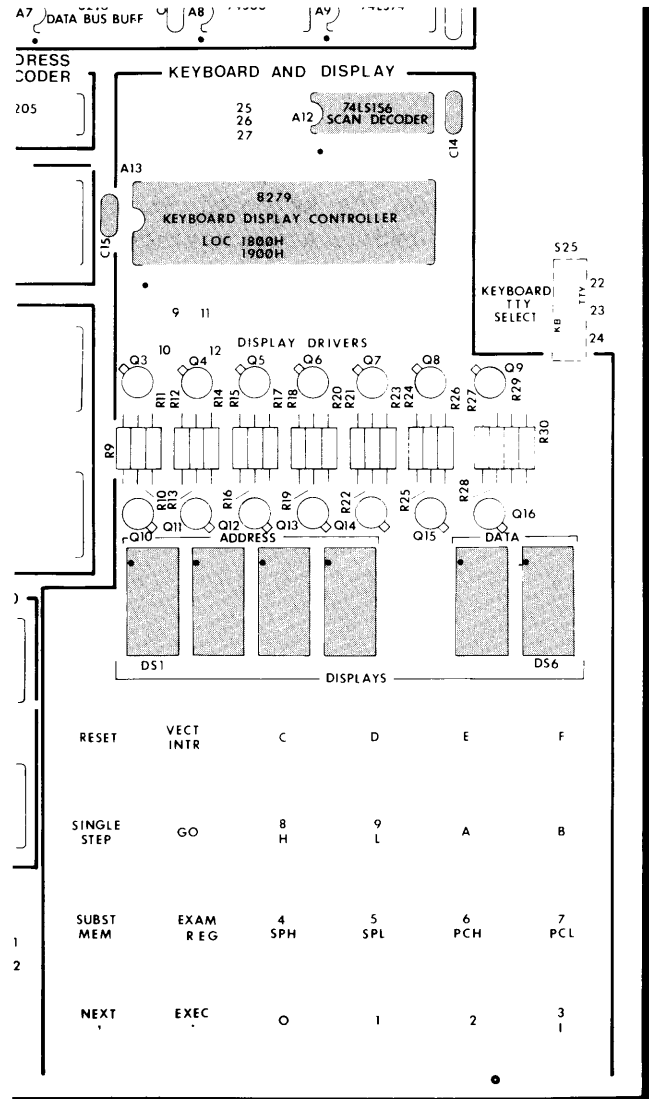 A7
DATA BUS BUFF
A8
A9
DRESS
CODER
205
KEYBOARD AND DISPLAY
25
26
27
A12
74LS156
SCAN DECODER
C14
A13
8279
KEYBOARD DISPLAY CONTROLLER
LOC 1800H
1900H
C15
S25
KEYBOARD
TTY
SELECT
KB
TTY
22
23
24
9 11
10 12
DISPLAY DRIVERS
Q3 Q4 Q5 Q6 Q7 Q8 Q9
R11 R12 R14 R15 R17 R18 R20 R21 R23 R24 R26 R27 R29
R9
R30
R10 R13 R16 R19 R22 R25 R28
Q10 Q11 Q12 Q13 Q14 Q15 Q16
ADDRESS
DATA
DS1
DS6
DISPLAYS
RESET
VECT
INTR
C
D
E
F
SINGLE
STEP
GO
8
H
9
L
A
B
SUBST
MEM
EXAM
REG
4
SPH
5
SPL
6
PCH
7
PCL
1
2
NEXT
,
EXEC
.
0
1
2
3
I